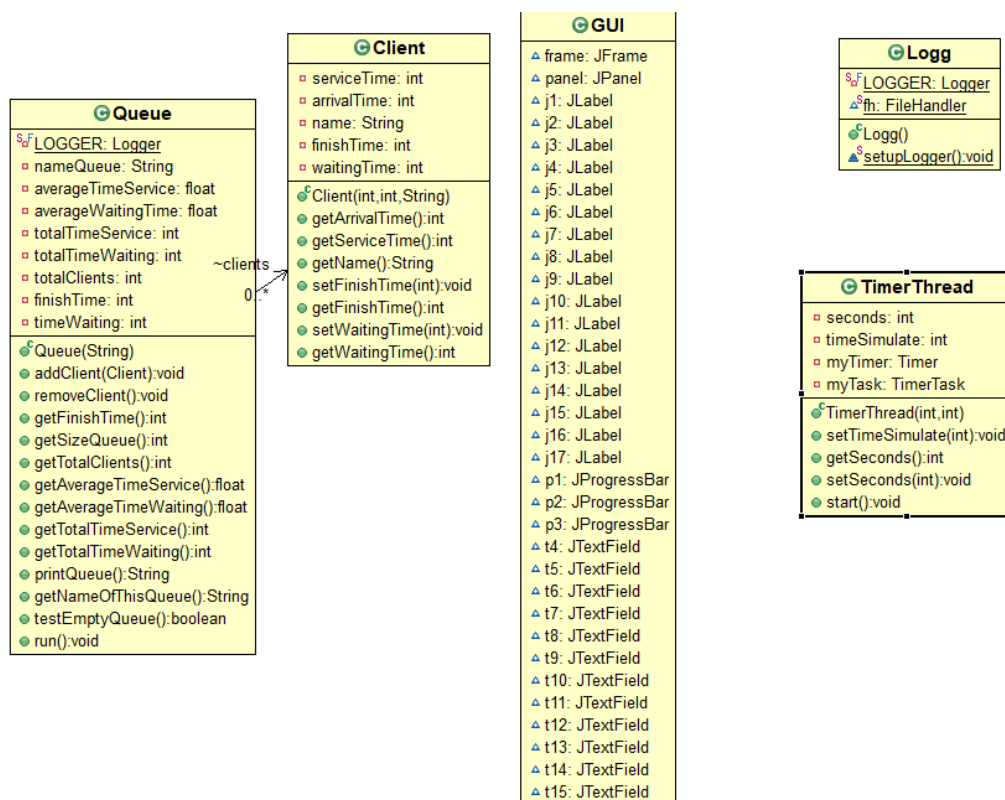 Queue
LOGGER: Logger
nameQueue: String
averageTimeService: float
averageWaitingTime: float
totalTimeService: int
totalTimeWaiting: int
totalClients: int
finishTime: int
timeWaiting: int
Queue(String)
addClient(Client):void
removeClient():void
getFinishTime():int
getSizeQueue():int
getTotalClients():int
getAverageTimeService():float
getAverageTimeWaiting():float
getTotalTimeService():int
getTotalTimeWaiting():int
printQueue():String
getNameOfThisQueue():String
testEmptyQueue():boolean
run():void
~clients
0..*
Client
serviceTime: int
arrivalTime: int
name: String
finishTime: int
waitingTime: int
Client(int,int,String)
getArrivalTime():int
getServiceTime():int
getName():String
setFinishTime(int):void
getFinishTime():int
setWaitingTime(int):void
getWaitingTime():int
GUI
frame: JFrame
panel: JPanel
j1: JLabel
j2: JLabel
j3: JLabel
j4: JLabel
j5: JLabel
j6: JLabel
j7: JLabel
j8: JLabel
j9: JLabel
j10: JLabel
j11: JLabel
j12: JLabel
j13: JLabel
j14: JLabel
j15: JLabel
j16: JLabel
j17: JLabel
p1: JProgressBar
p2: JProgressBar
p3: JProgressBar
t4: JTextField
t5: JTextField
t6: JTextField
t7: JTextField
t8: JTextField
t9: JTextField
t10: JTextField
t11: JTextField
t12: JTextField
t13: JTextField
t14: JTextField
t15: JTextField
Logg
LOGGER: Logger
fh: FileHandler
Logg()
setupLogger():void
TimerThread
seconds: int
timeSimulate: int
myTimer: Timer
myTask: TimerTask
TimerThread(int,int)
setTimeSimulate(int):void
getSeconds():int
setSeconds(int):void
start():void